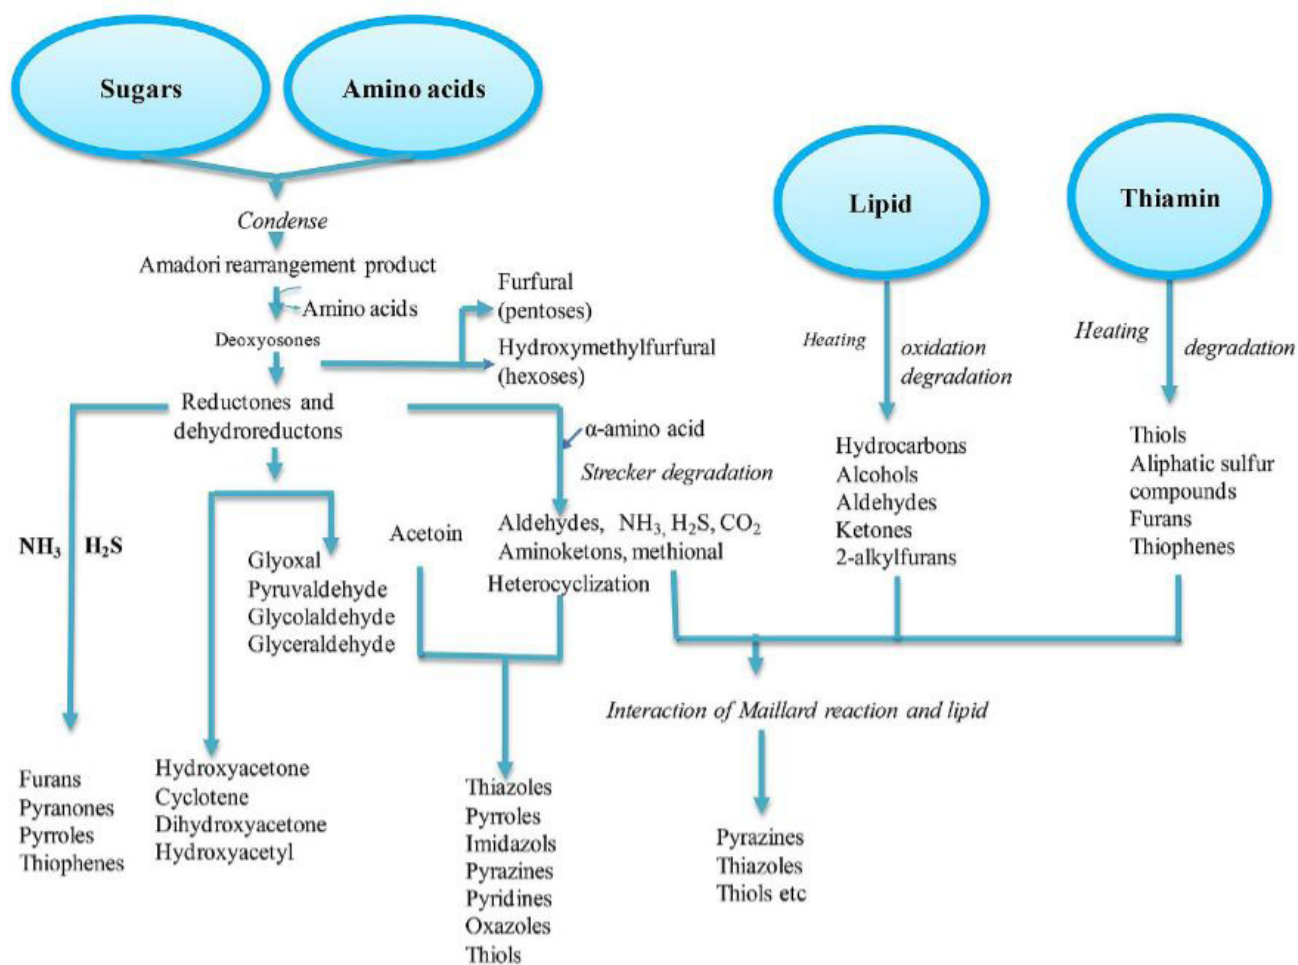 Sugars
Amino acids
Lipid
Thiamin
Condense
Amadori rearrangement product
Amino acids
Deoxyosones
Furfural
(pentoses)
Hydroxymethylfurfural
(hexoses)
Reductones and
dehydroreductons
α-amino acid
Strecker degradation
Heating
oxidation
degradation
Heating
degradation
NH₃
H₂S
Glyoxal
Pyruvaldehyde
Glycolaldehyde
Glyceraldehyde
Acetoin
Aldehydes, NH₃, H₂S, CO₂
Aminoketons, methional
Heterocyclization
Hydrocarbons
Alcohols
Aldehydes
Ketones
2-alkylfurans
Thiols
Aliphatic sulfur
compounds
Furans
Thiophenes
Interaction of Maillard reaction and lipid
Furans
Pyranones
Pyrroles
Thiophenes
Hydroxyacetone
Cyclotene
Dihydroxyacetone
Hydroxyacetyl
Thiazoles
Pyrroles
Imidazols
Pyrazines
Pyridines
Oxazoles
Thiols
Pyrazines
Thiazoles
Thiols etc